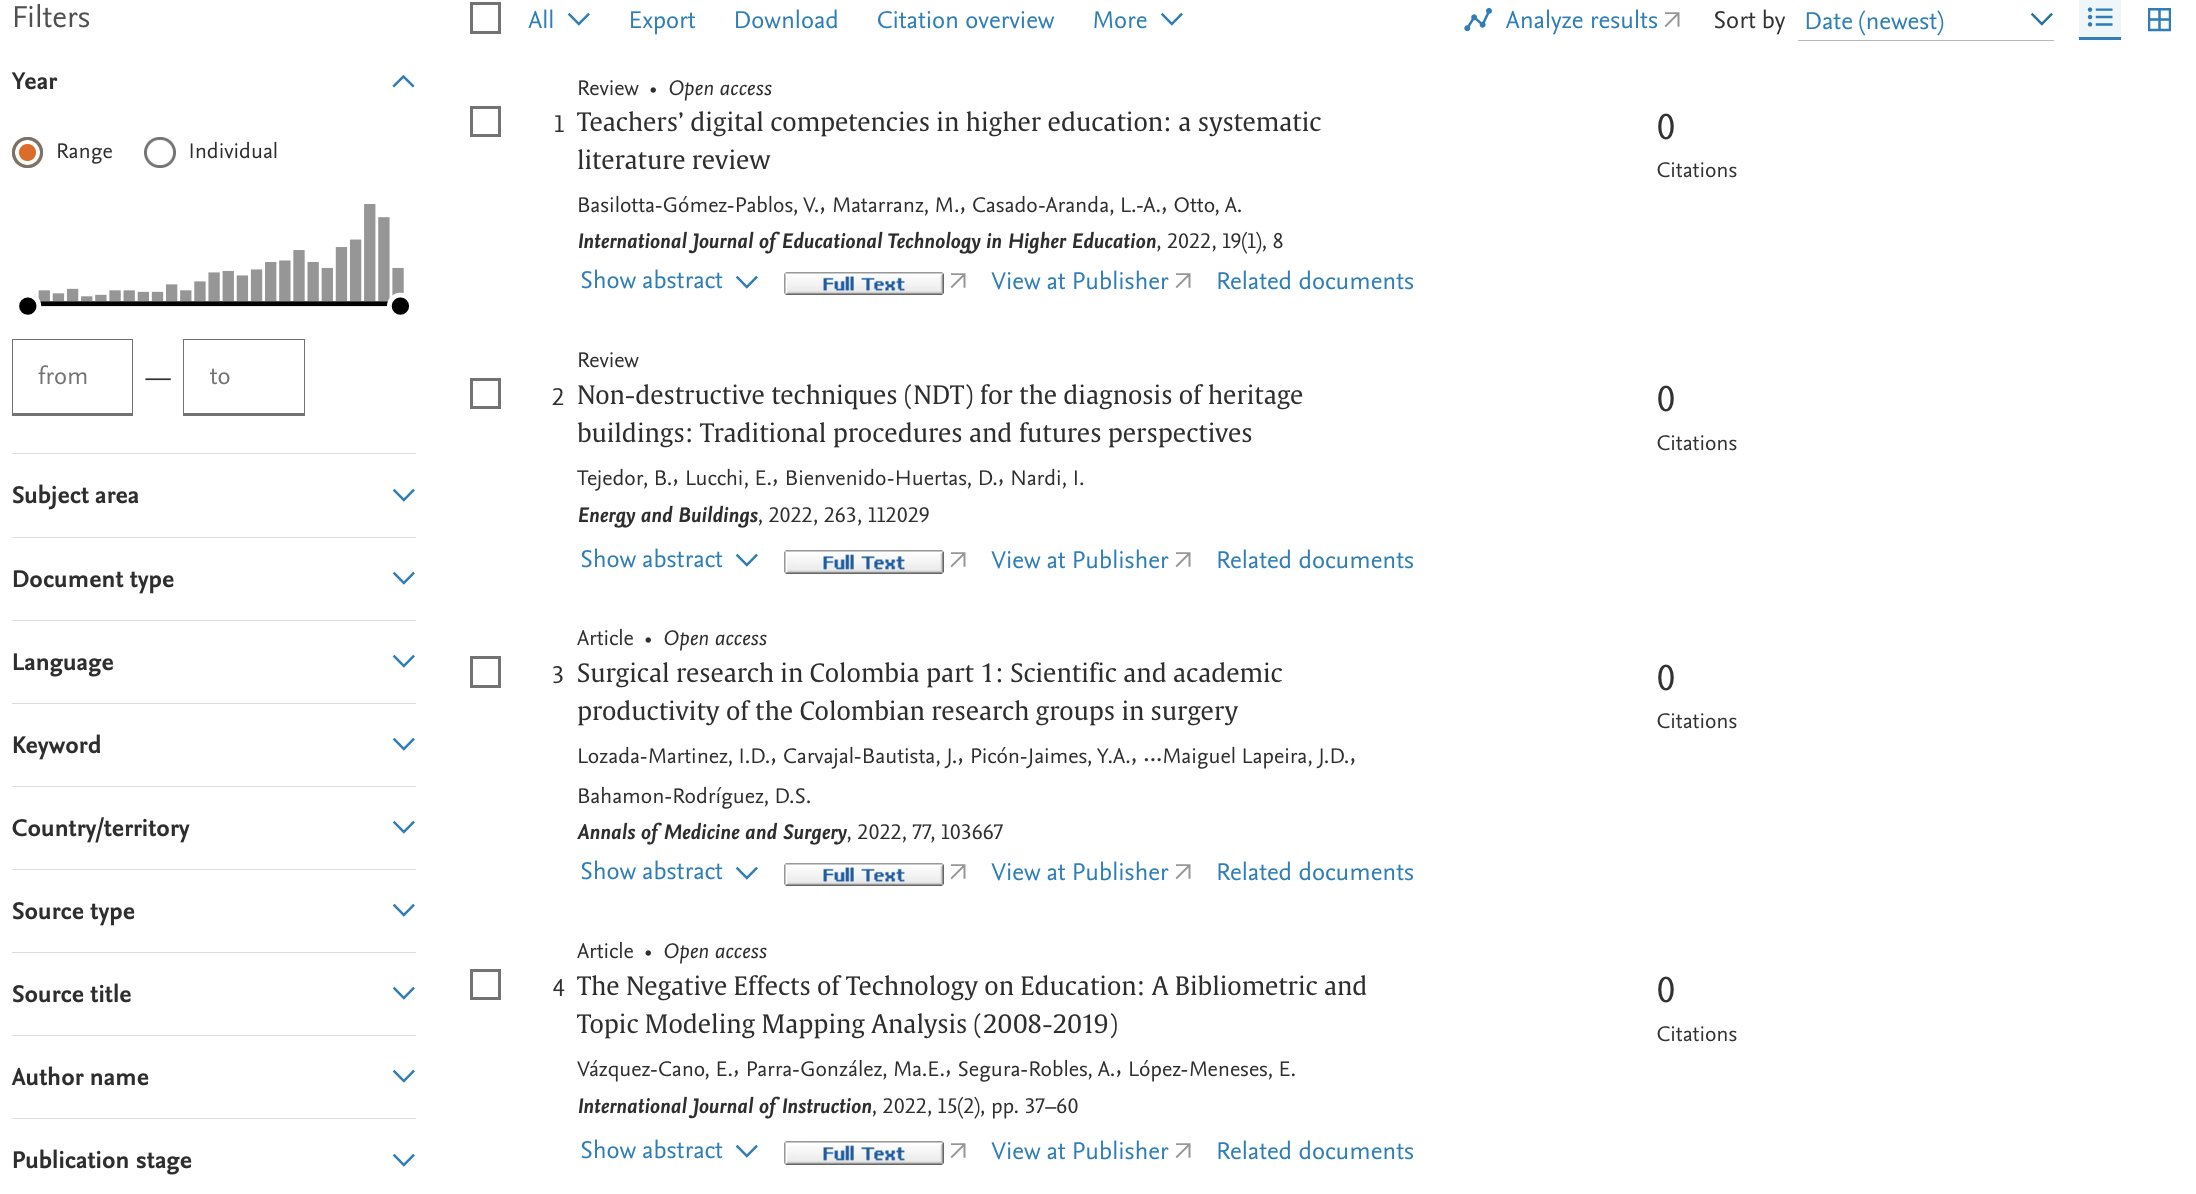 Filters
All
Export
Download
Citation overview
More
Analyze results
Sort by
Date (newest)
Year
Range
Individual
from
—
to
Subject area
Document type
Language
Keyword
Country/territory
Source type
Source title
Author name
Publication stage
Review • Open access
1 Teachers’ digital competencies in higher education: a systematic
literature review
Basilotta-Gómez-Pablos, V., Matarranz, M., Casado-Aranda, L.-A., Otto, A.
International Journal of Educational Technology in Higher Education, 2022, 19(1), 8
Show abstract Full Text View at Publisher Related documents
0
Citations
Review
2 Non-destructive techniques (NDT) for the diagnosis of heritage
buildings: Traditional procedures and futures perspectives
Tejedor, B., Lucchi, E., Bienvenido-Huertas, D., Nardi, I.
Energy and Buildings, 2022, 263, 112029
Show abstract Full Text View at Publisher Related documents
0
Citations
Article • Open access
3 Surgical research in Colombia part 1: Scientific and academic
productivity of the Colombian research groups in surgery
Lozada-Martinez, I.D., Carvajal-Bautista, J., Picón-Jaimes, Y.A., ...Maiguel Lapeira, J.D.,
Bahamon-Rodríguez, D.S.
Annals of Medicine and Surgery, 2022, 77, 103667
Show abstract Full Text View at Publisher Related documents
0
Citations
Article • Open access
4 The Negative Effects of Technology on Education: A Bibliometric and
Topic Modeling Mapping Analysis (2008-2019)
Vázquez-Cano, E., Parra-González, Ma.E., Segura-Robles, A., López-Meneses, E.
International Journal of Instruction, 2022, 15(2), pp. 37–60
Show abstract Full Text View at Publisher Related documents
0
Citations